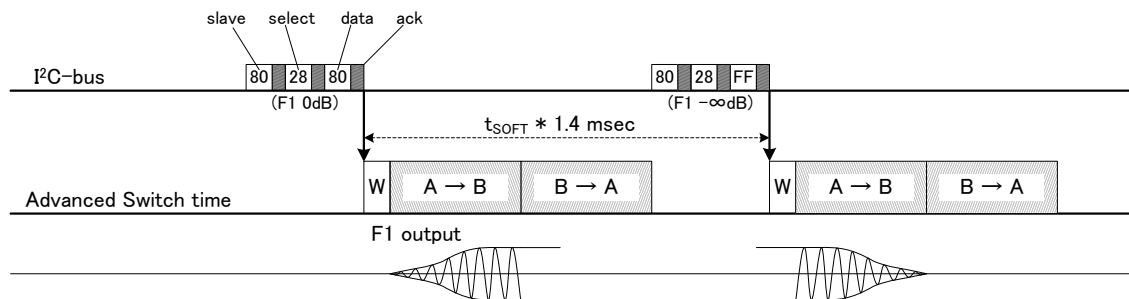 slave select data ack
I²C-bus 80 28 80 80 28 FF
(F1 0dB) (F1 −∞dB)
tSOFT * 1.4 msec
Advanced Switch time W A → B B → A W A → B B → A
F1 output